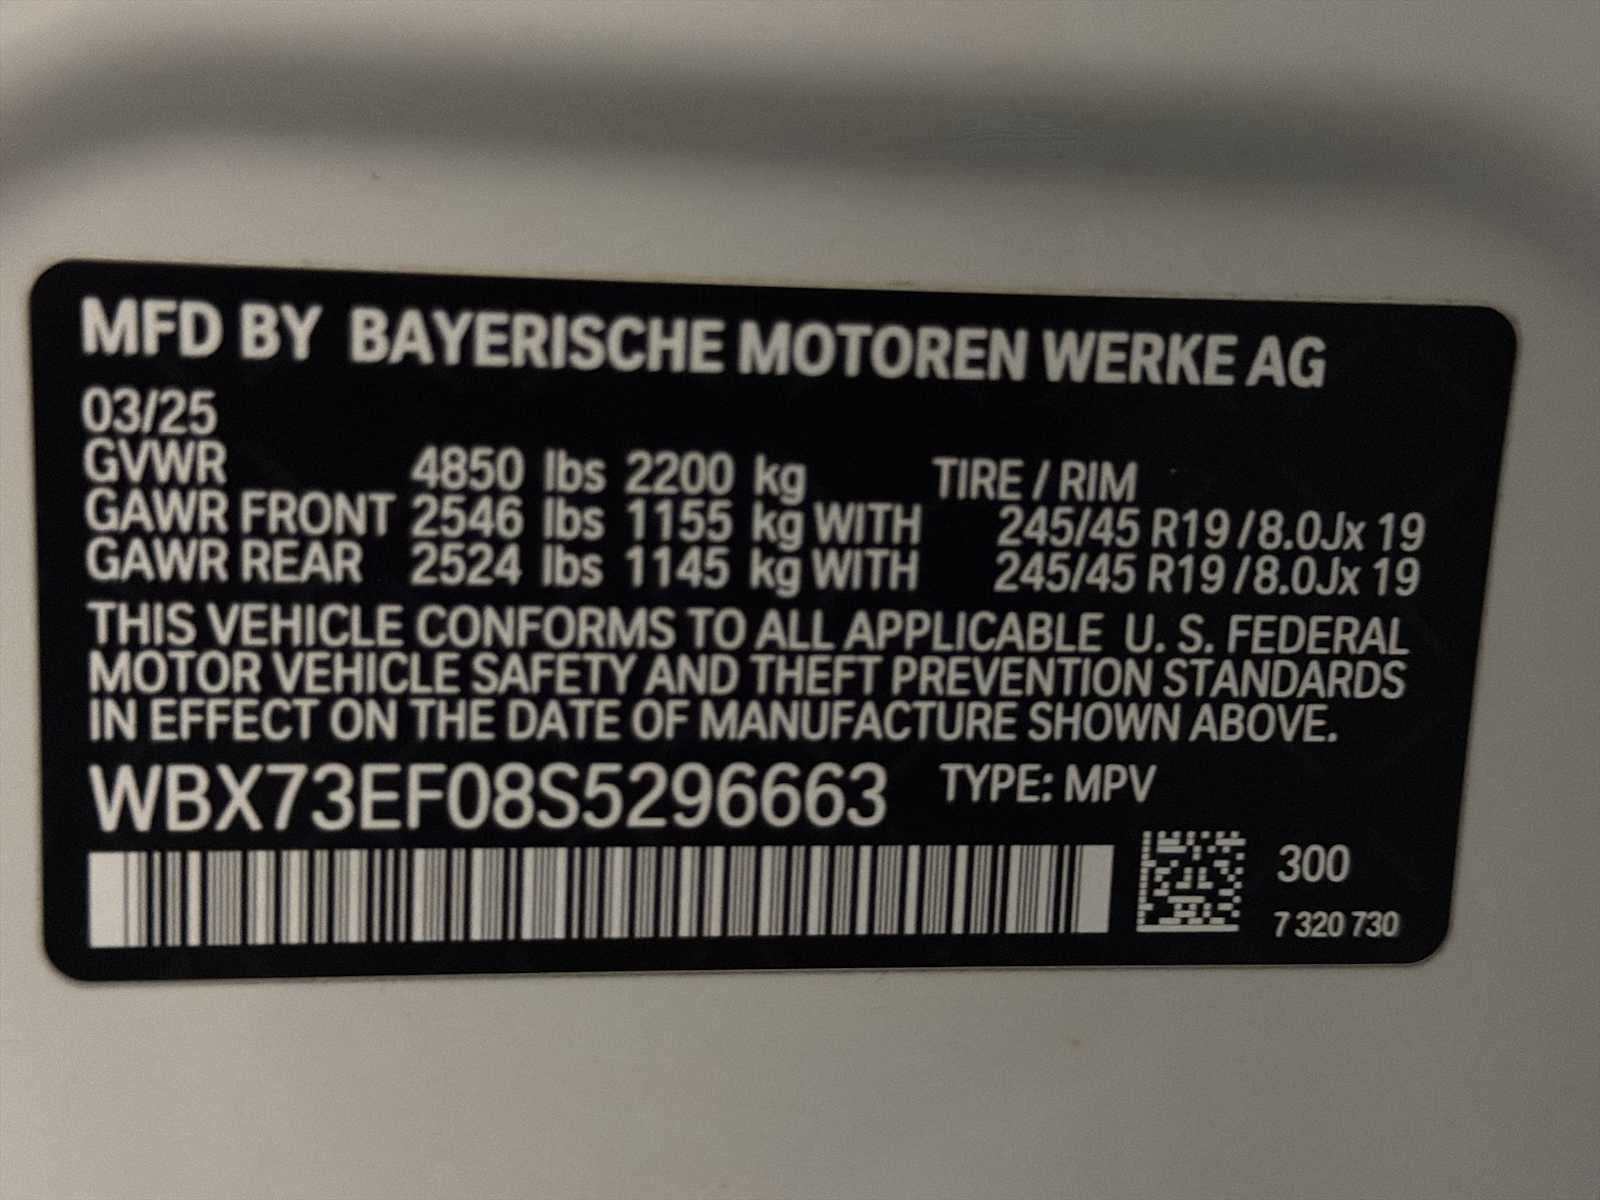 MFD BY BAYERISCHE MOTOREN WERKE AG
03/25
GVWR 4850 lbs 2200 kg TIRE / RIM
GAWR FRONT 2546 lbs 1155 kg WITH 245/45 R19 / 8.0Jx 19
GAWR REAR 2524 lbs 1145 kg WITH 245/45 R19 / 8.0Jx 19
THIS VEHICLE CONFORMS TO ALL APPLICABLE U. S. FEDERAL
MOTOR VEHICLE SAFETY AND THEFT PREVENTION STANDARDS
IN EFFECT ON THE DATE OF MANUFACTURE SHOWN ABOVE.
WBX73EF08S5296663 TYPE: MPV
300
7 320 730